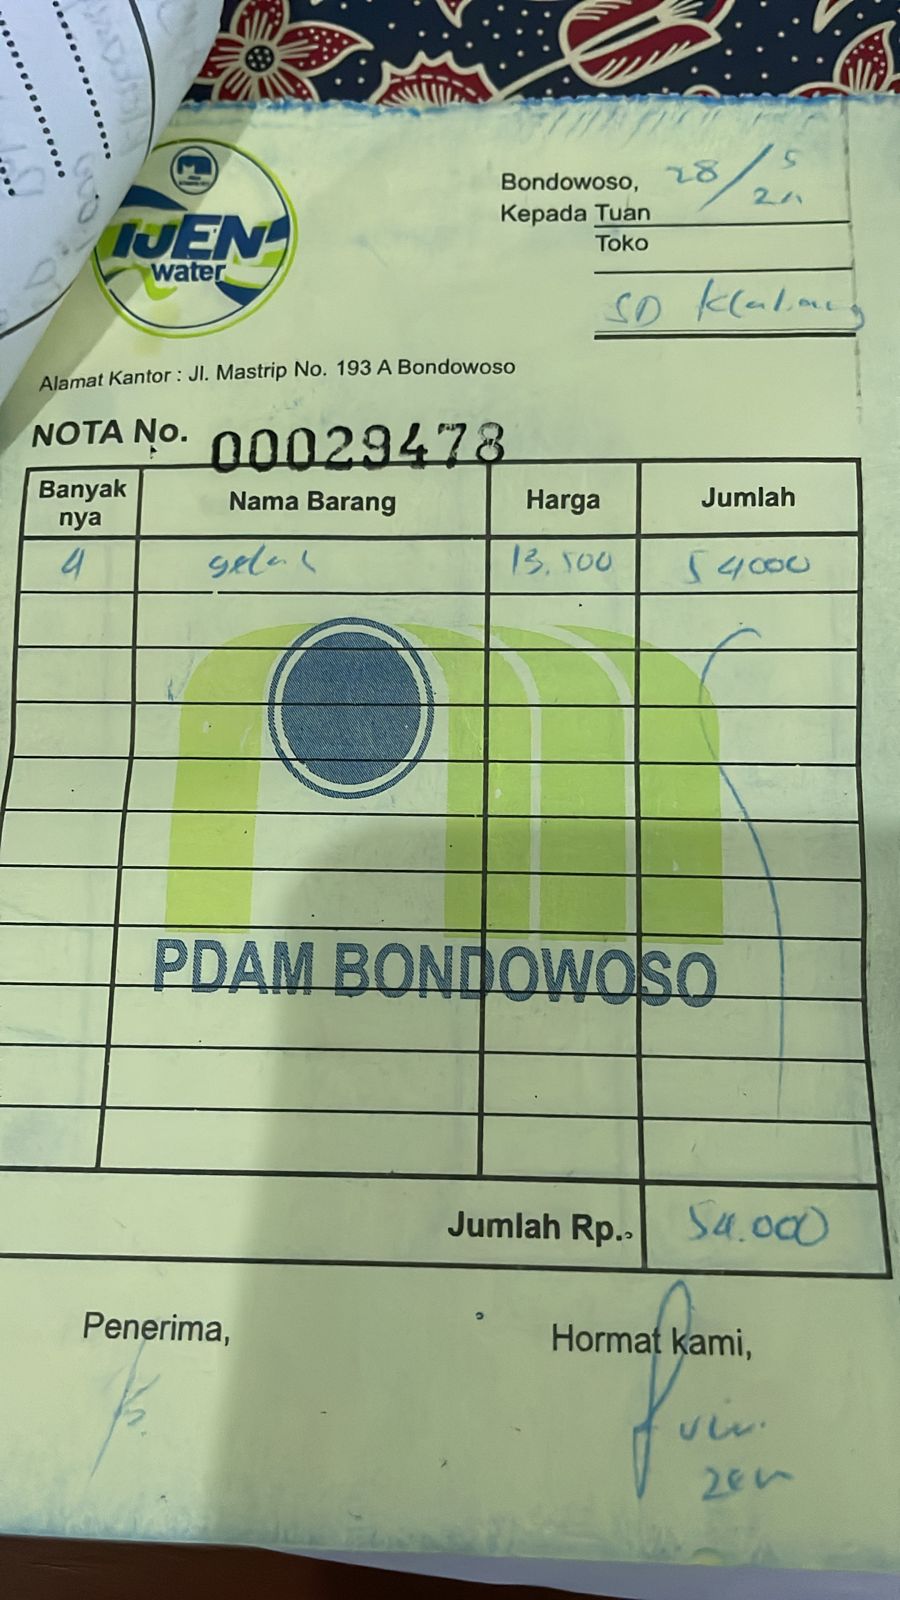 IJEN
water
Bondowoso, 28/5
Kepada Tuan
Toko
SD Klabang
Alamat Kantor : Jl. Mastrip No. 193 A Bondowoso
NOTA No. 00029478
Banyak nya Nama Barang Harga Jumlah
4 gelas 13.500 54000
PDAM BONDOWOSO
Jumlah Rp. 54.000
Penerima,
Hormat kami,